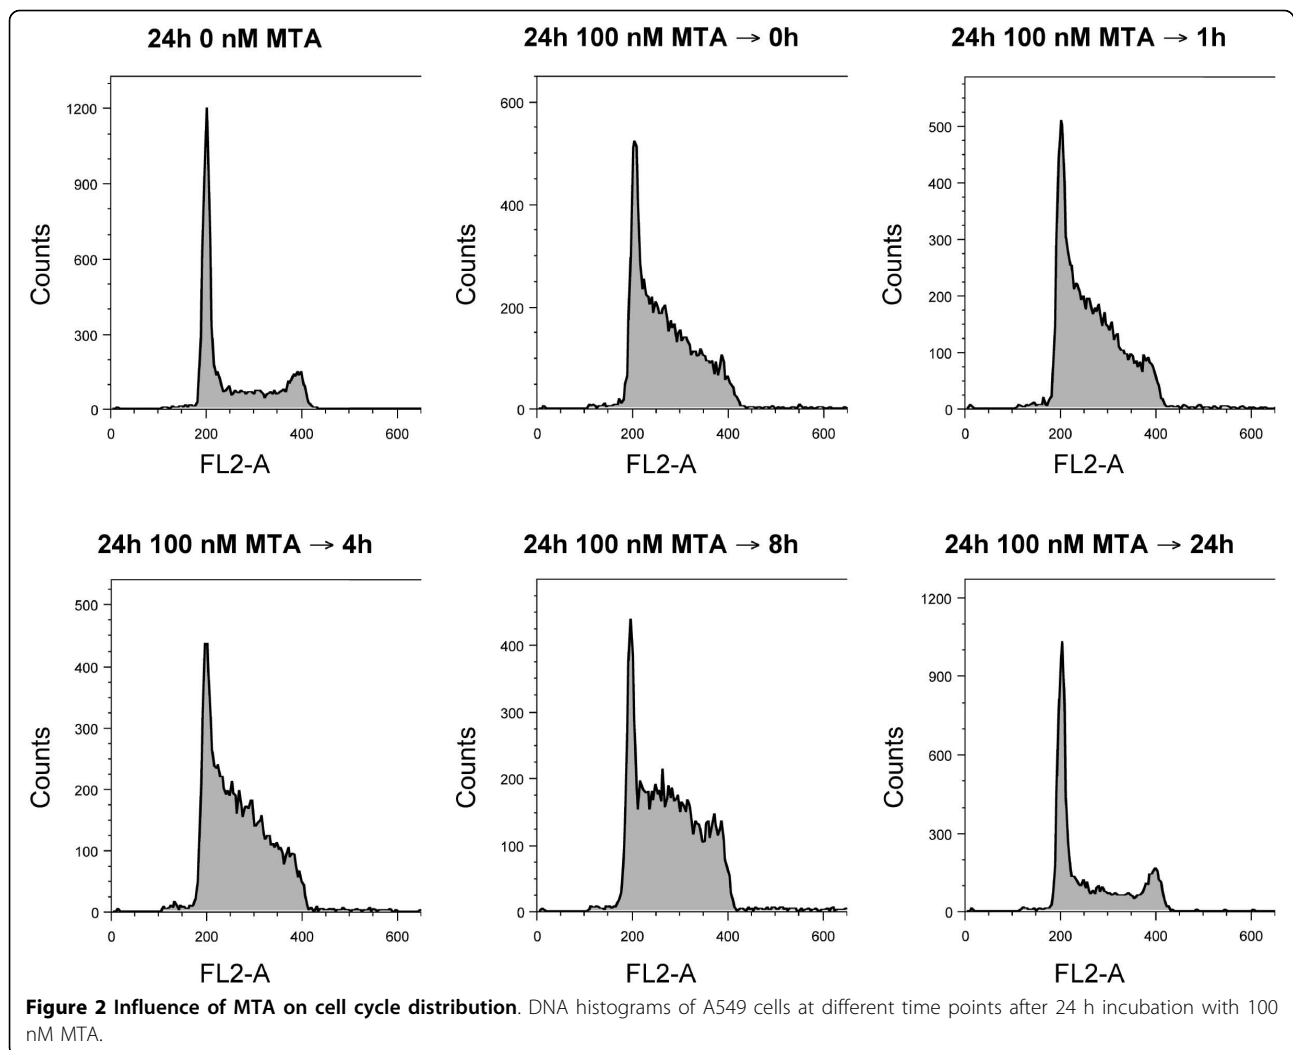 24h 0 nM MTA
24h 100 nM MTA → 0h
24h 100 nM MTA → 1h
1200
900
600
300
0
Counts
0 200 400 600
FL2-A
600
400
200
0
Counts
0 200 400 600
FL2-A
500
400
300
200
100
0
Counts
0 200 400 600
FL2-A
24h 100 nM MTA → 4h
24h 100 nM MTA → 8h
24h 100 nM MTA → 24h
500
400
300
200
100
0
Counts
0 200 400 600
FL2-A
400
300
200
100
0
Counts
0 200 400 600
FL2-A
1200
900
600
300
0
Counts
0 200 400 600
FL2-A
Figure 2 Influence of MTA on cell cycle distribution. DNA histograms of A549 cells at different time points after 24 h incubation with 100
nM MTA.